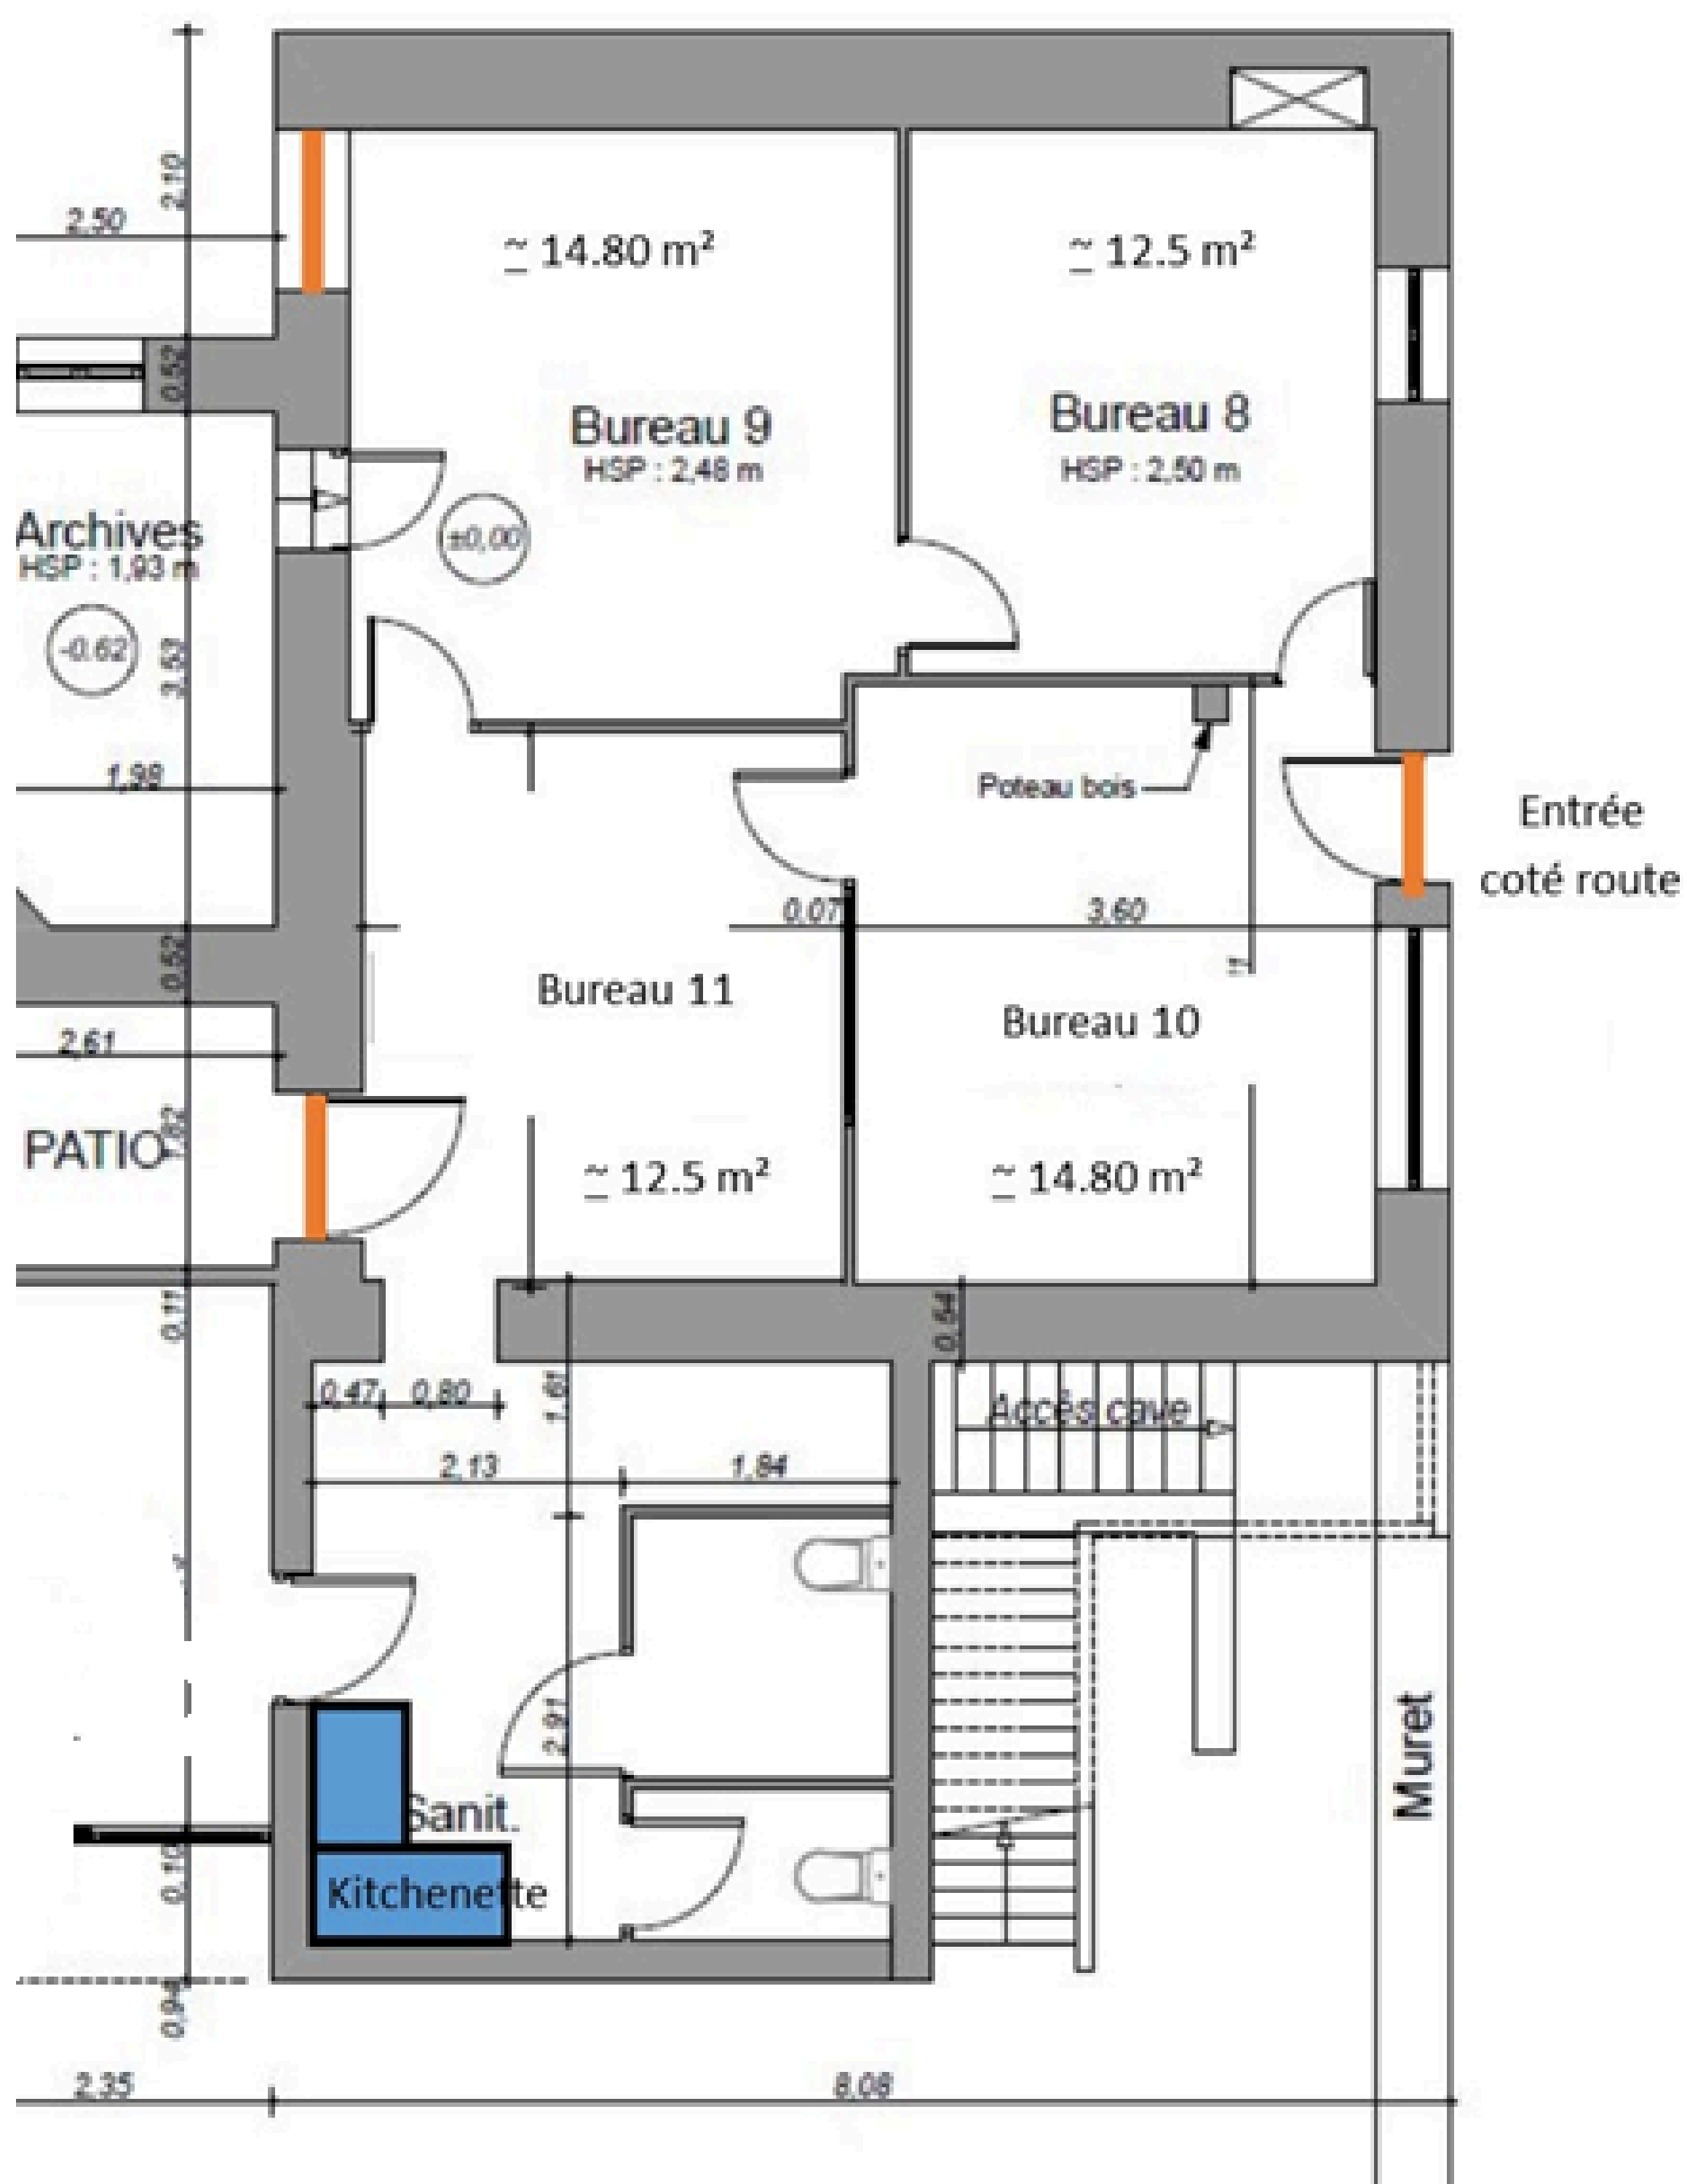 2,10
2,50
~ 14.80 m²
~ 12.5 m²
0,52
Bureau 9
HSP : 2,48 m
Bureau 8
HSP : 2,50 m
Archives
HSP : 1,93 m
±0,00
-0.62
3,53
1,98
Poteau bois
Entrée
coté route
0,07
3,60
0,52
Bureau 11
Bureau 10
2,61
PATIO
~ 12.5 m²
~ 14.80 m²
0,11
0,54
0,47
0,80
1,61
Accés cave
2,13
1,84
2,91
Muret
Sanit.
Kitchenette
0,10
0,94
2,35
8,08